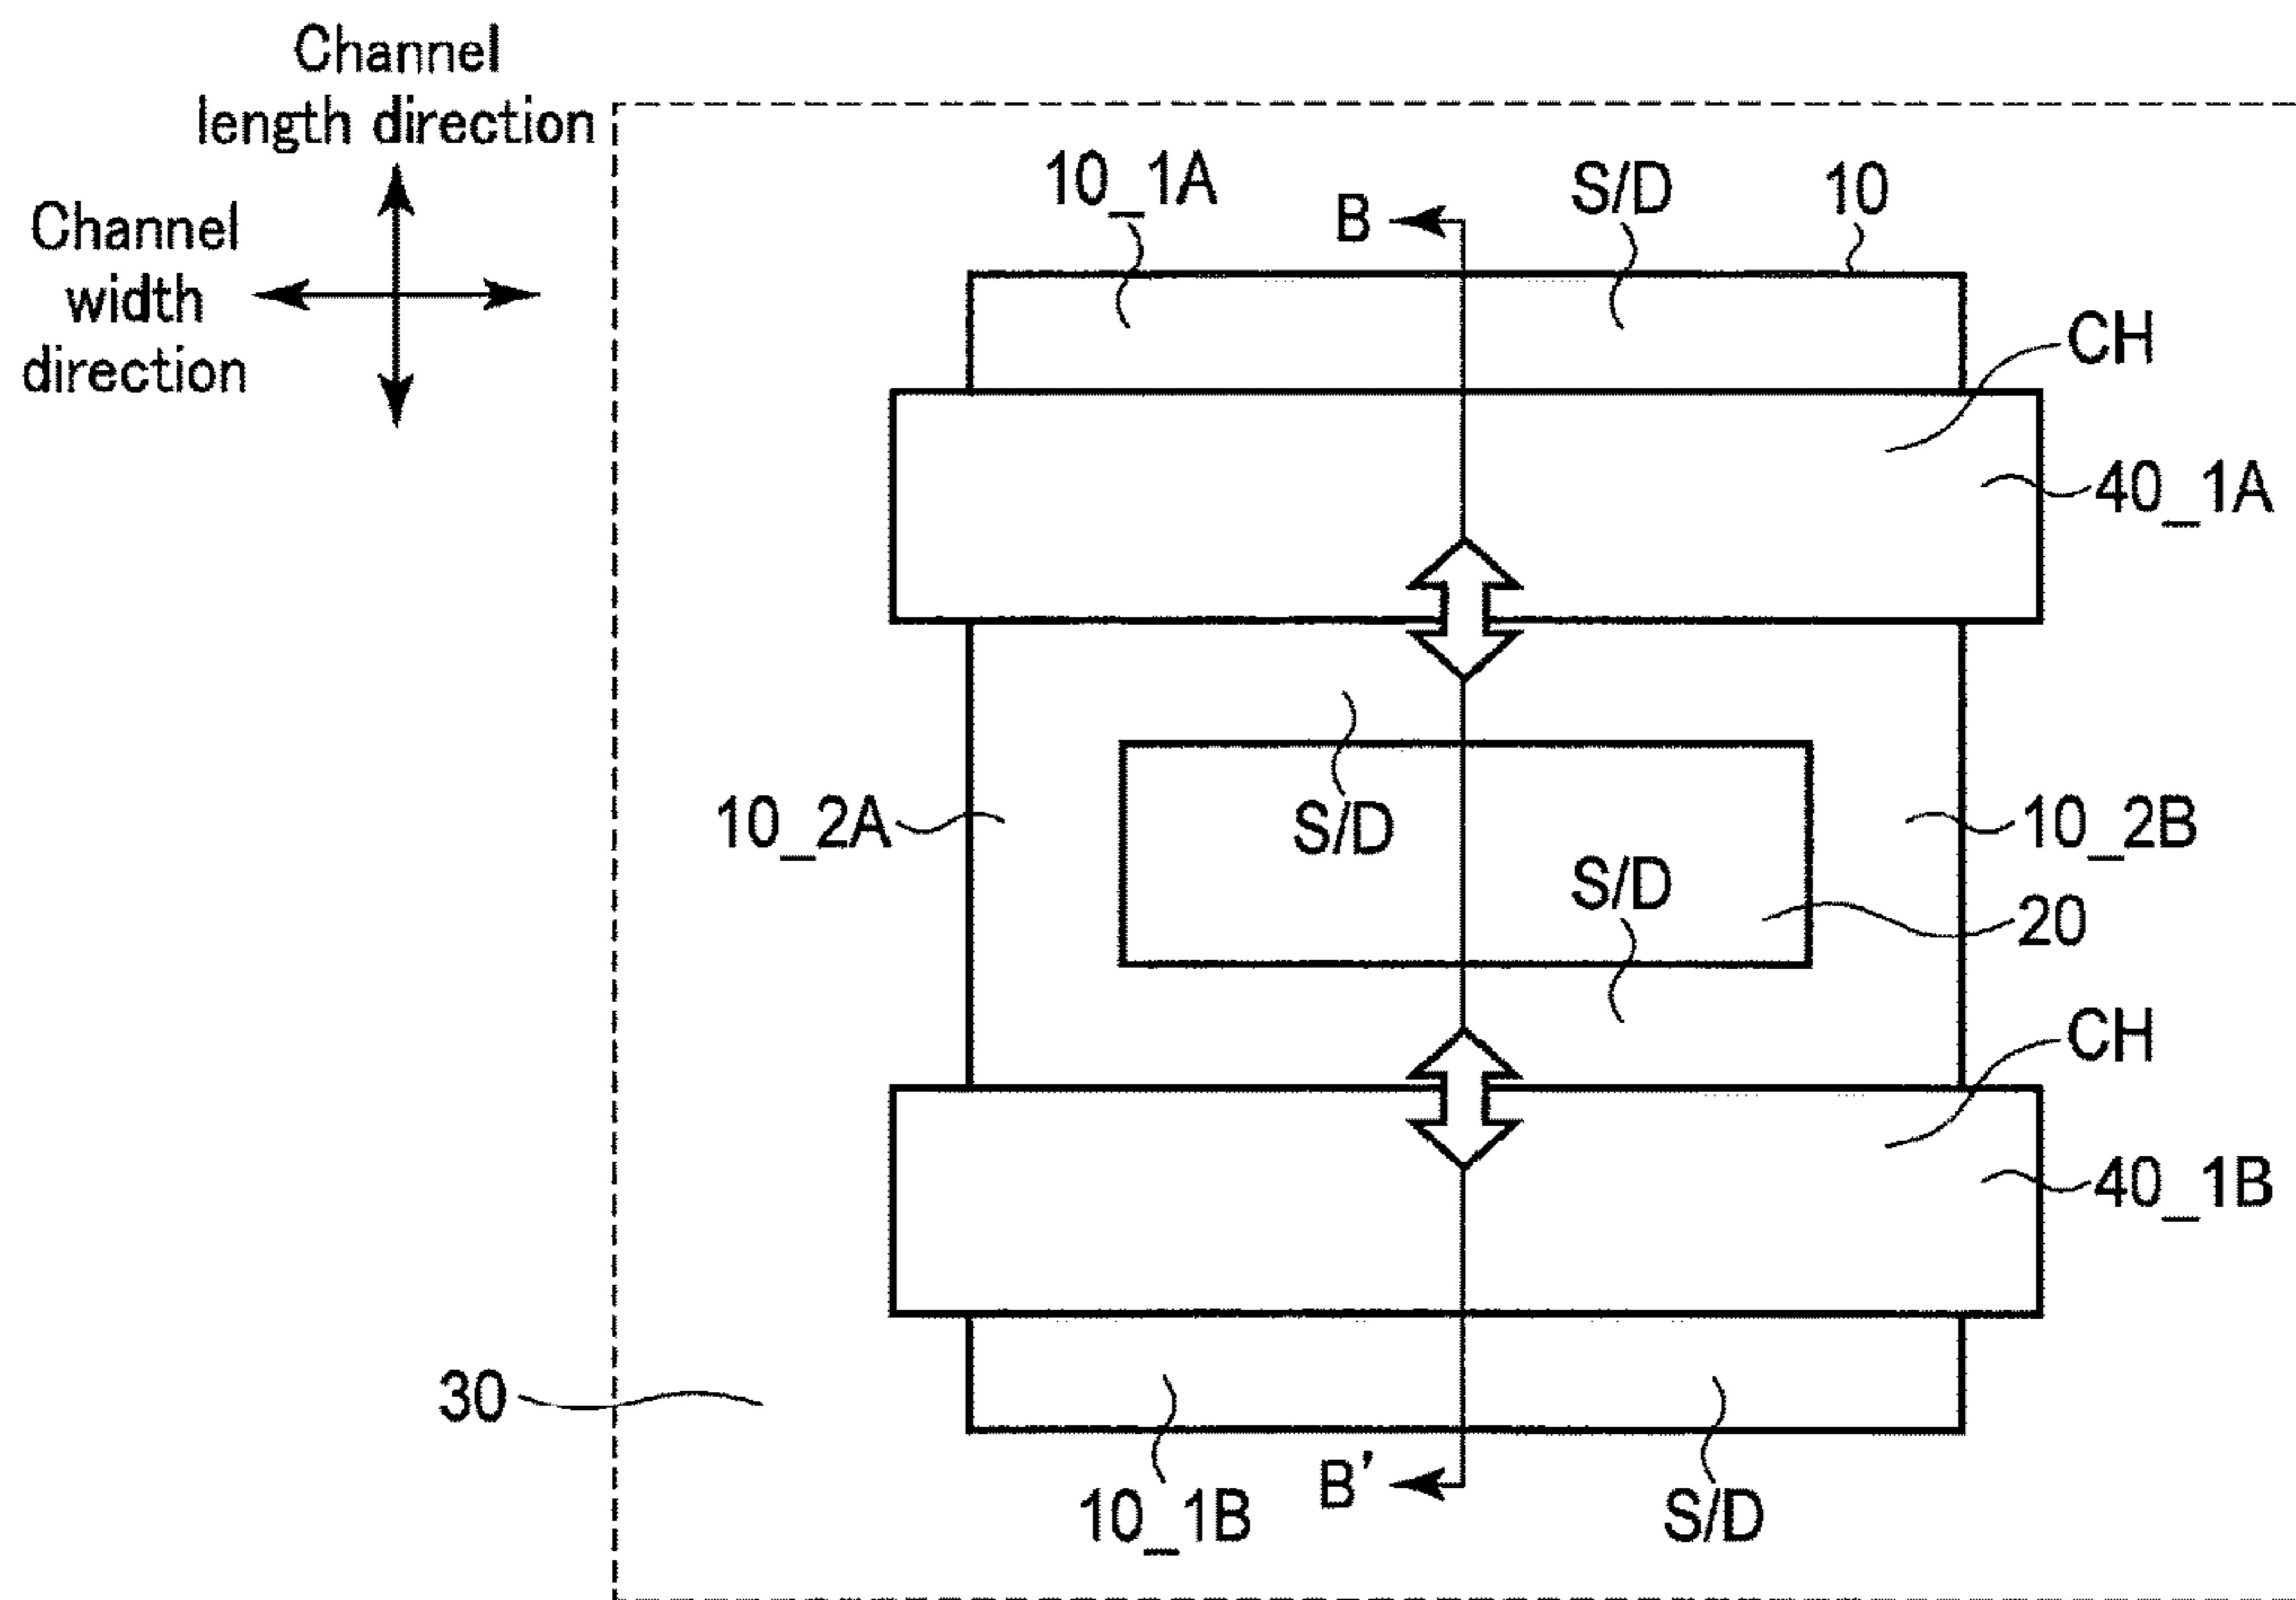 Channel
length direction
Channel
width
direction
10_1A
B
S/D
10
CH
40_1A
10_2A
S/D
S/D
10_2B
20
CH
40_1B
30
10_1B
B'
S/D